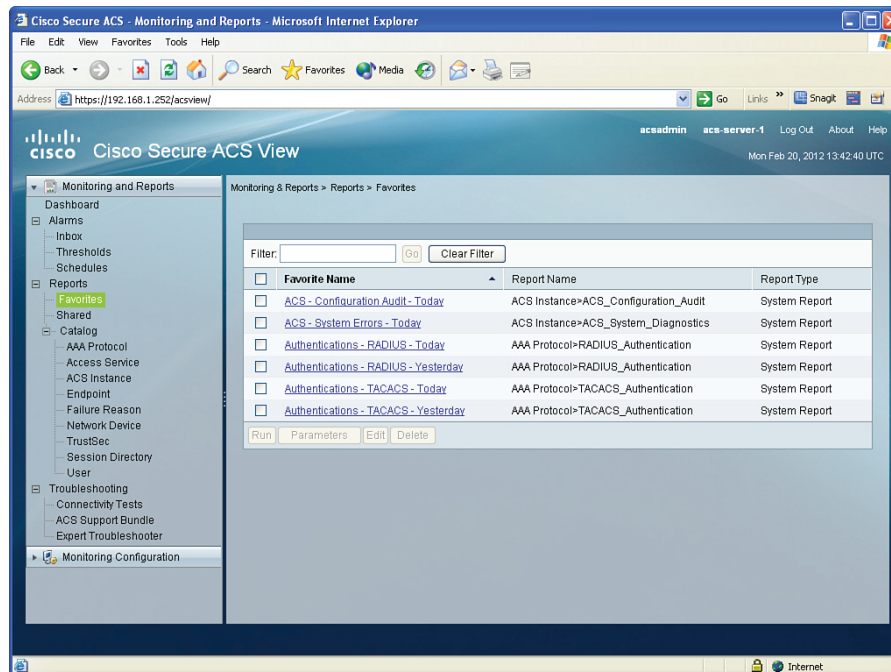 Cisco Secure ACS - Monitoring and Reports - Microsoft Internet Explorer
File Edit View Favorites Tools Help
Back Search Favorites Media
Address https://192.168.1.252/acsview/ Go Links » Snagit
acsadmin acs-server-1 Log Out About Help
CISCO Cisco Secure ACS View
Mon Feb 20, 2012 13:42:40 UTC
Monitoring and Reports
Dashboard
Alarms
Inbox
Thresholds
Schedules
Reports
Favorites
Shared
Catalog
AAA Protocol
Access Service
ACS Instance
Endpoint
Failure Reason
Network Device
TrustSec
Session Directory
User
Troubleshooting
Connectivity Tests
ACS Support Bundle
Expert Troubleshooter
Monitoring Configuration
Monitoring & Reports > Reports > Favorites
Filter: Go Clear Filter
Favorite Name Report Name Report Type
ACS - Configuration Audit - Today ACS Instance>ACS_Configuration_Audit System Report
ACS - System Errors - Today ACS Instance>ACS_System_Diagnostics System Report
Authentications - RADIUS - Today AAA Protocol>RADIUS_Authentication System Report
Authentications - RADIUS - Yesterday AAA Protocol>RADIUS_Authentication System Report
Authentications - TACACS - Today AAA Protocol>TACACS_Authentication System Report
Authentications - TACACS - Yesterday AAA Protocol>TACACS_Authentication System Report
Run Parameters Edit Delete
Internet